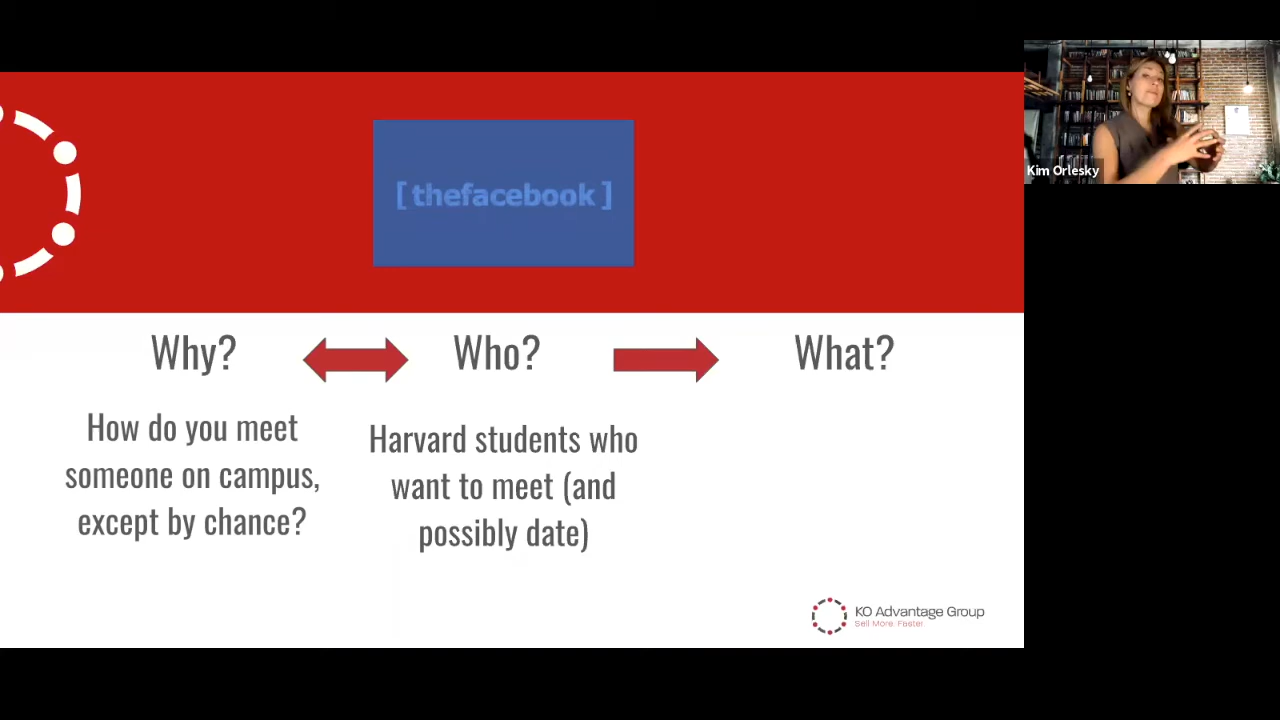 [thefacebook]
Why?
Who?
What?
How do you meet
someone on campus,
except by chance?
Harvard students who
want to meet (and
possibly date)
KO Advantage Group
Sell More. Faster.
Kim Orlesky